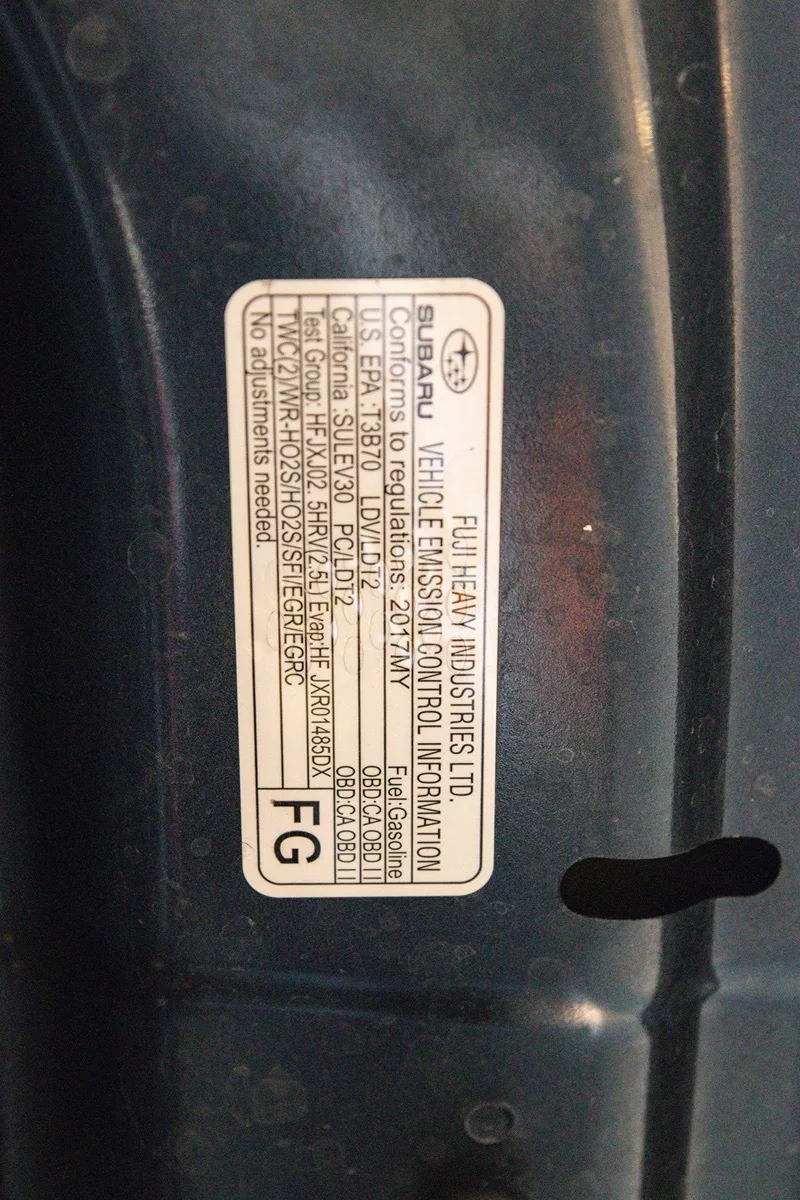 FUJI HEAVY INDUSTRIES LTD.
SUBARU VEHICLE EMISSION CONTROL INFORMATION
Conforms to regulations: 2017MY Fuel:Gasoline
U.S. EPA :T3B70 LDV/LDT2 OBD:CA OBD II
California :SULEV30 PC/LDT2 OBD:CA OBD II
Test Group: HFJXJ02. 5HRV(2.5L) Evap:HF JXR01485DX
TWC(2)/WR-HO2S/HO2S/SFI/EGR/EGRC
No adjustments needed.
FG